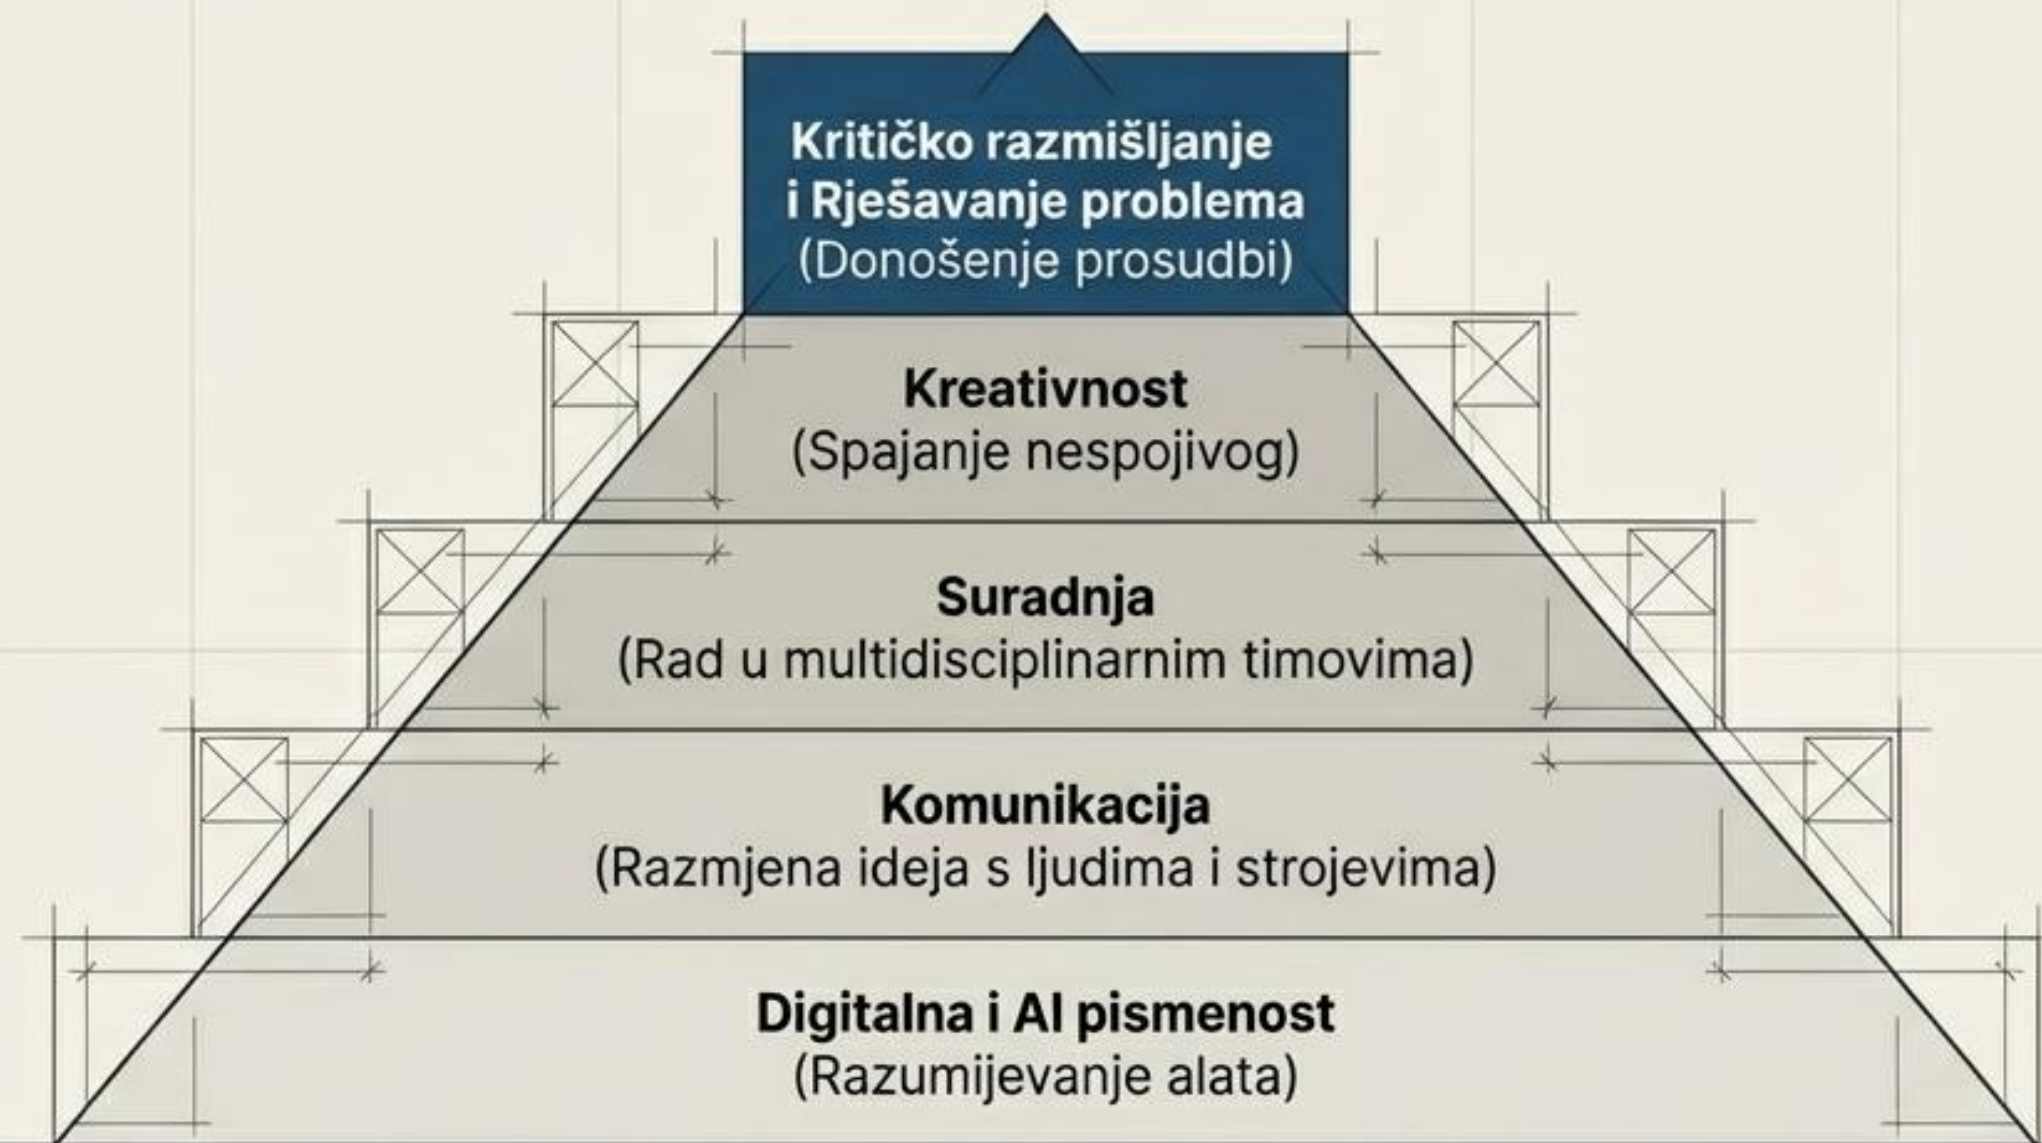 Kritičko razmišljanje
i Rješavanje problema
(Donošenje prosudbi)
Kreativnost
(Spajanje nespojivog)
Suradnja
(Rad u multidisciplinarnim timovima)
Komunikacija
(Razmjena ideja s ljudima i strojevima)
Digitalna i AI pismenost
(Razumijevanje alata)